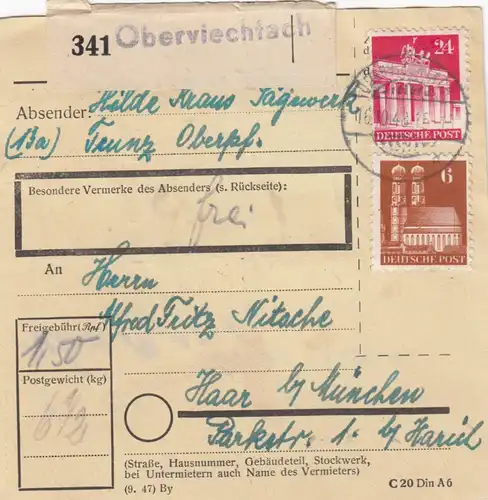 341 Oberviechtach
24
DEUTSCHE POST
Absender: Hilde Kraus Sägewerk
(13a) Teunz Oberpf.
Besondere Vermerke des Absenders (s. Rückseite):
frei
6
DEUTSCHE POST
An Herrn
Alfred Fritz Nitsche
Freigebühr (Rpf)
1,50
Postgewicht (kg)
6 1/2
Haar b/ München
Parkstr. 1. b/
(Straße, Hausnummer, Gebäudeteil, Stockwerk,
bei Untermietern auch Name des Vermieters)
(9. 47) By
C 20 Din A 6